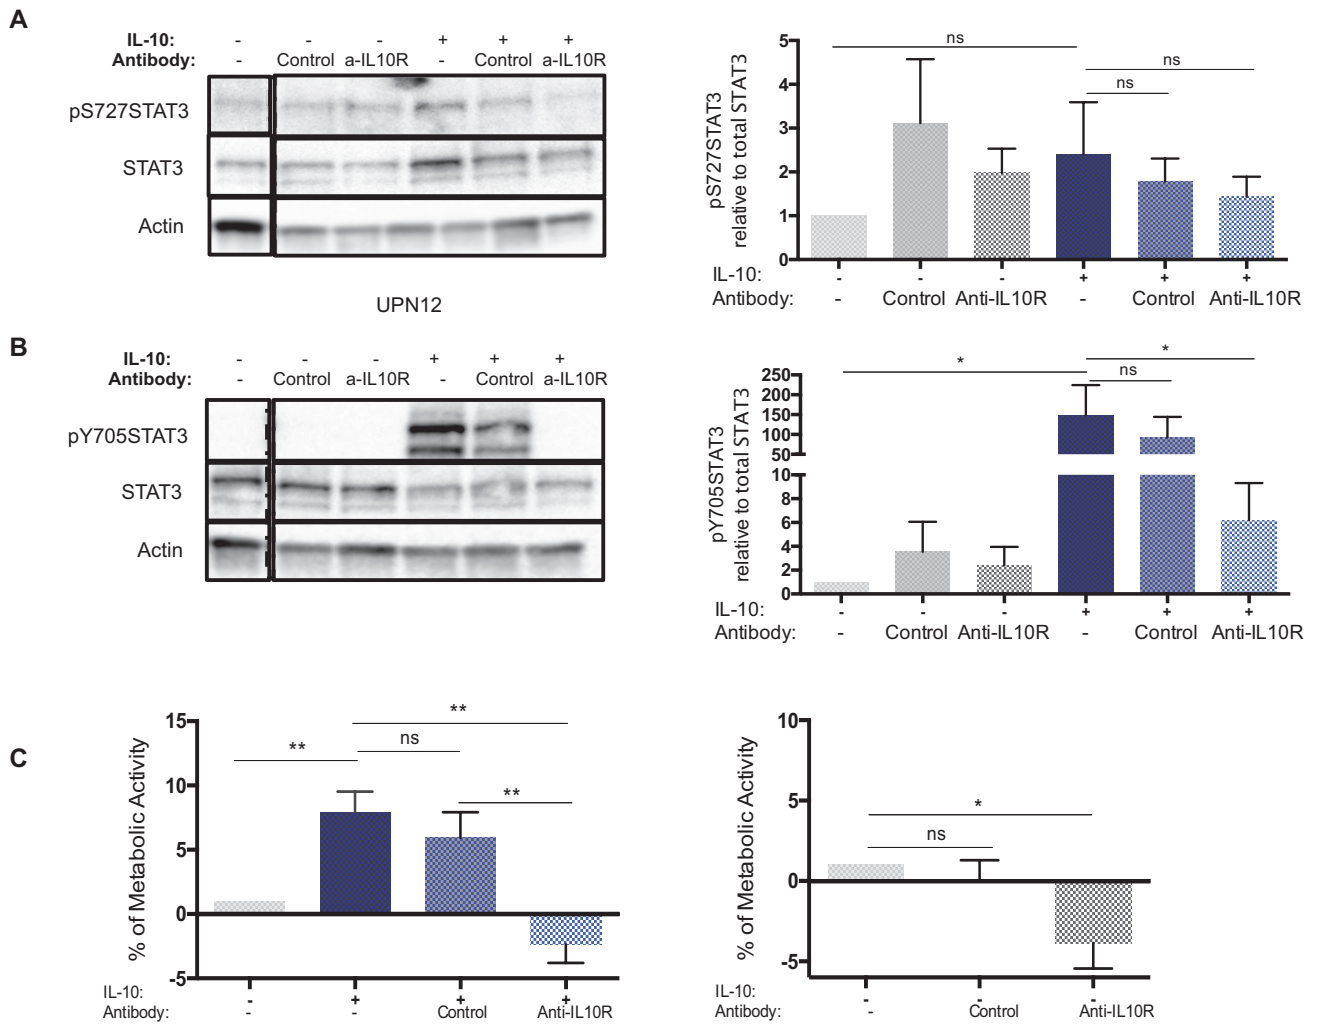 A
IL-10: - - - + + +
Antibody: - Control a-IL10R - Control a-IL10R
pS727STAT3
STAT3
Actin
UPN12
pS727STAT3
relative to total STAT3
5
4
3
2
1
0
ns
ns
ns
IL-10: - - - + + +
Antibody: - Control Anti-IL10R - Control Anti-IL10R
B
IL-10: - - - + + +
Antibody: - Control a-IL10R - Control a-IL10R
pY705STAT3
STAT3
Actin
pY705STAT3
relative to total STAT3
250
200
150
100
50
10
8
6
4
2
0
*
*
ns
IL-10: - - - + + +
Antibody: - Control Anti-IL10R - Control Anti-IL10R
C
% of Metabolic Activity
15
10
5
0
-5
**
**
ns
**
IL-10: - + + +
Antibody: - - Control Anti-IL10R
% of Metabolic Activity
10
5
0
-5
*
ns
IL-10: - - -
Antibody: - Control Anti-IL10R